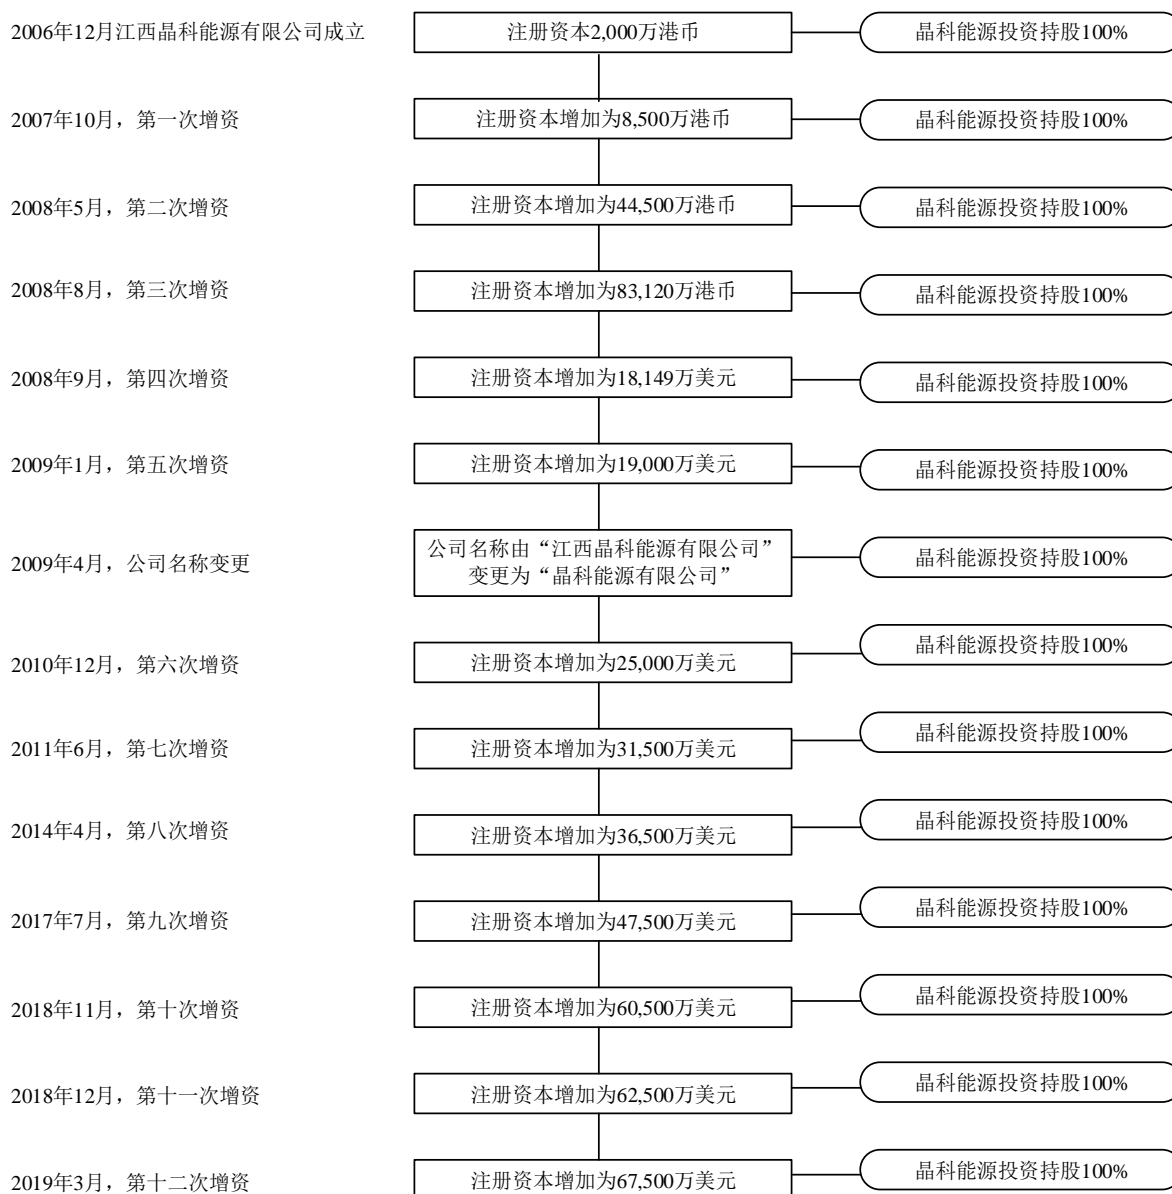 2006年12月江西晶科能源有限公司成立
注册资本2,000万港币
晶科能源投资持股100%
2007年10月，第一次增资
注册资本增加为8,500万港币
晶科能源投资持股100%
2008年5月，第二次增资
注册资本增加为44,500万港币
晶科能源投资持股100%
2008年8月，第三次增资
注册资本增加为83,120万港币
晶科能源投资持股100%
2008年9月，第四次增资
注册资本增加为18,149万美元
晶科能源投资持股100%
2009年1月，第五次增资
注册资本增加为19,000万美元
晶科能源投资持股100%
2009年4月，公司名称变更
公司名称由“江西晶科能源有限公司”
变更为“晶科能源有限公司”
晶科能源投资持股100%
2010年12月，第六次增资
注册资本增加为25,000万美元
晶科能源投资持股100%
2011年6月，第七次增资
注册资本增加为31,500万美元
晶科能源投资持股100%
2014年4月，第八次增资
注册资本增加为36,500万美元
晶科能源投资持股100%
2017年7月，第九次增资
注册资本增加为47,500万美元
晶科能源投资持股100%
2018年11月，第十次增资
注册资本增加为60,500万美元
晶科能源投资持股100%
2018年12月，第十一次增资
注册资本增加为62,500万美元
晶科能源投资持股100%
2019年3月，第十二次增资
注册资本增加为67,500万美元
晶科能源投资持股100%